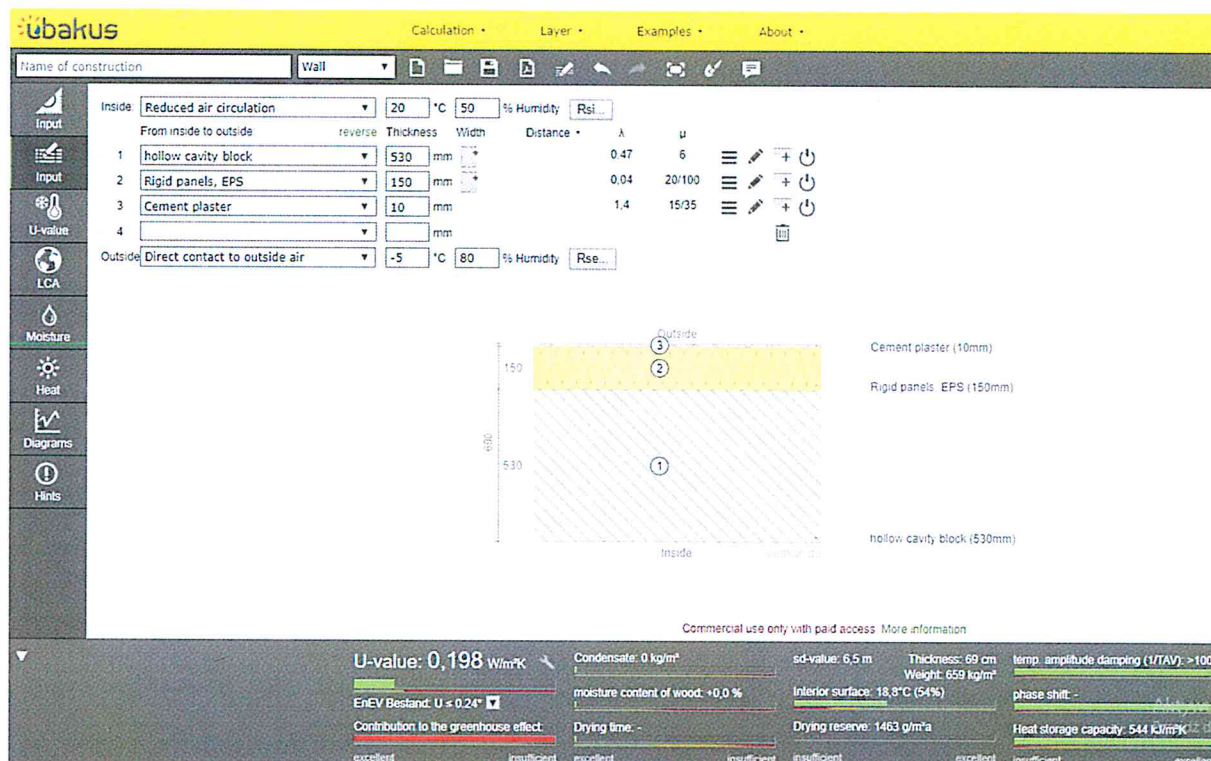 ubakus
Calculation Layer Examples About
Name of construction Wall
Inside: Reduced air circulation 20 °C 50 % Humidity Rsi...
From inside to outside reverse Thickness Width Distance λ μ
1 hollow cavity block 530 mm 0,47 6
2 Rigid panels, EPS 150 mm 0,04 20/100
3 Cement plaster 10 mm 1,4 15/35
4 mm
Outside Direct contact to outside air -5 °C 80 % Humidity Rse...
Input
Input
U-value
LCA
Moisture
Heat
Diagrams
Hints
Outside
3
2
1
150
530
690
Inside
Cement plaster (10mm)
Rigid panels, EPS (150mm)
hollow cavity block (530mm)
Commercial use only with paid access. More information
U-value: 0,198 W/m²K
EnEV Bestand: U ≤ 0.24*
Contribution to the greenhouse effect:
excellent insufficient
Condensate: 0 kg/m²
moisture content of wood: +0,0 %
Drying time: -
excellent insufficient
sd-value: 6,5 m Thickness: 69 cm
Weight: 659 kg/m²
Interior surface: 18,8°C (54%)
Drying reserve: 1463 g/m²a
insufficient excellent
temp. amplitude damping (1/TAV): >100
phase shift: -
Heat storage capacity: 544 kJ/m²K
insufficient excellent